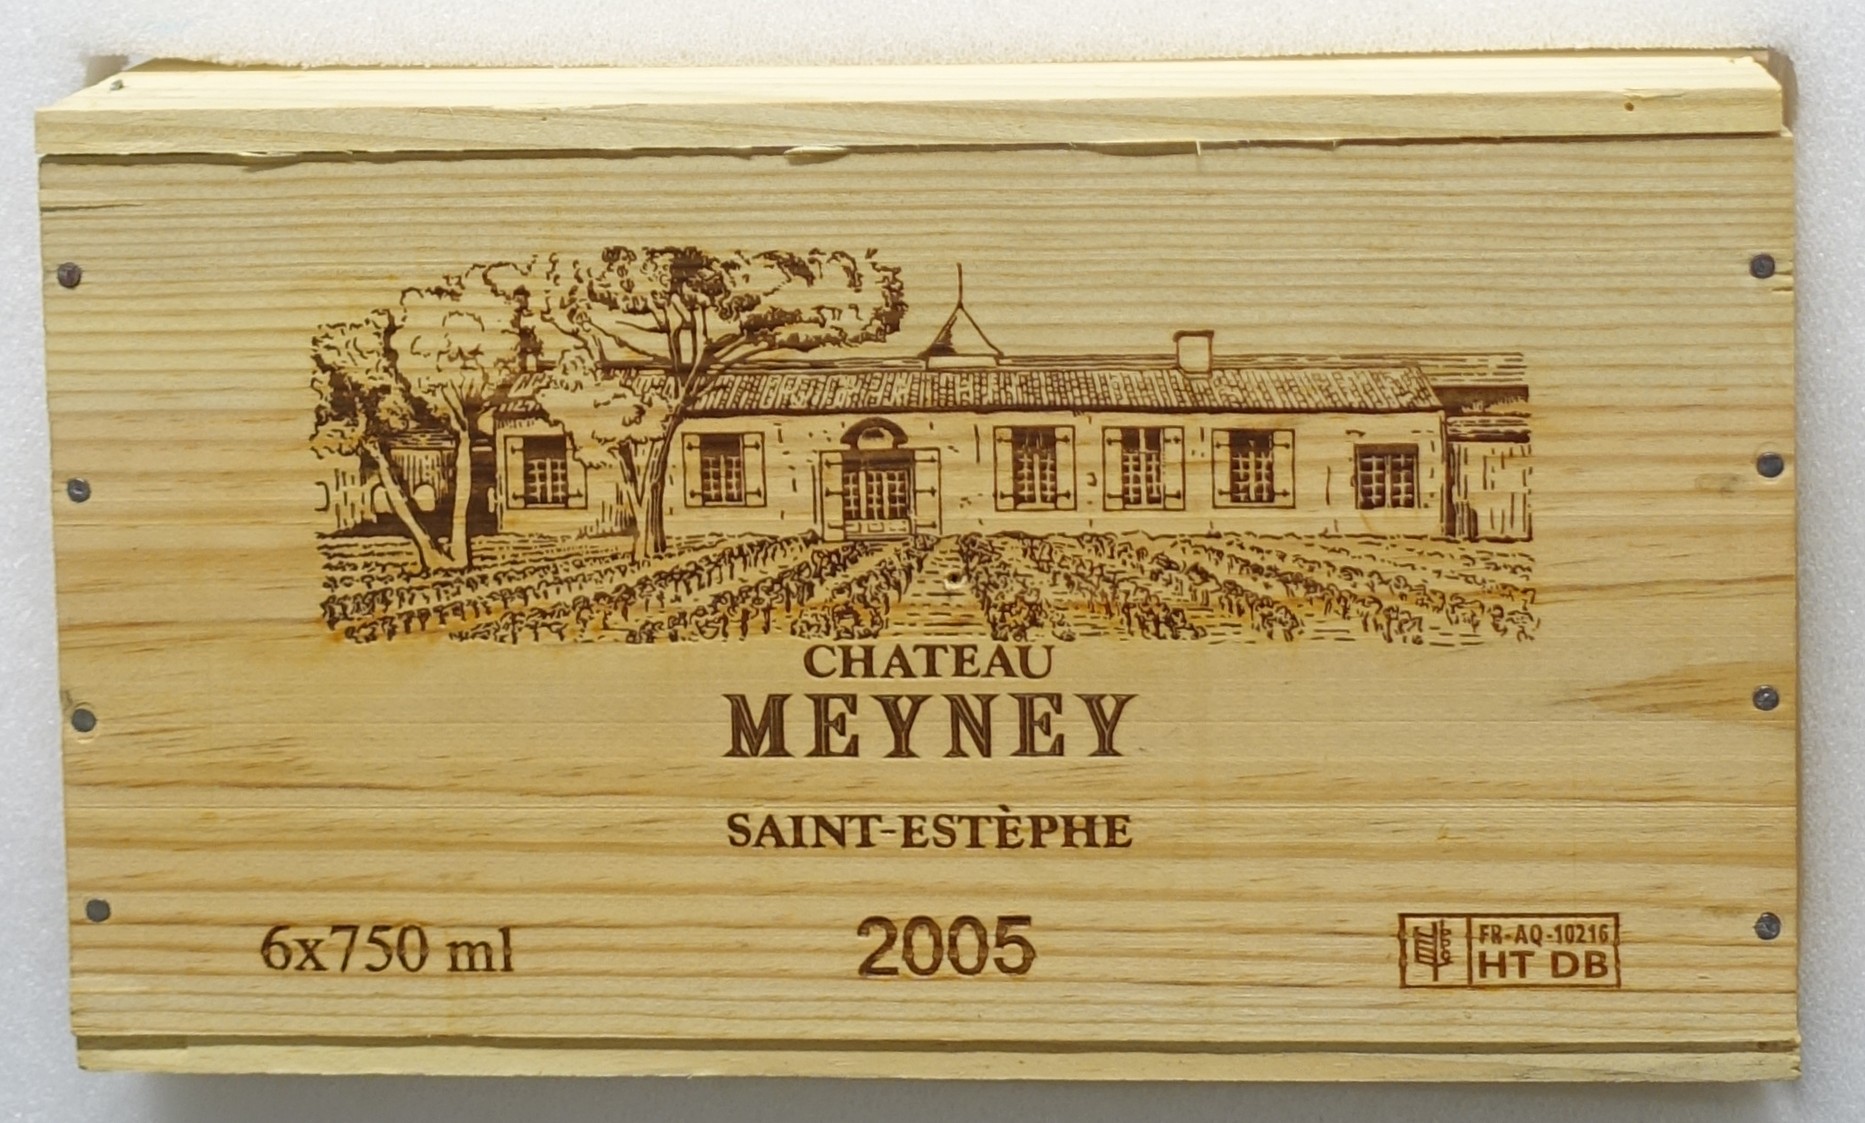 CHATEAU
MEYNEY
SAINT-ESTÈPHE
6x750 ml
2005
FR-AQ-10216
HT DB